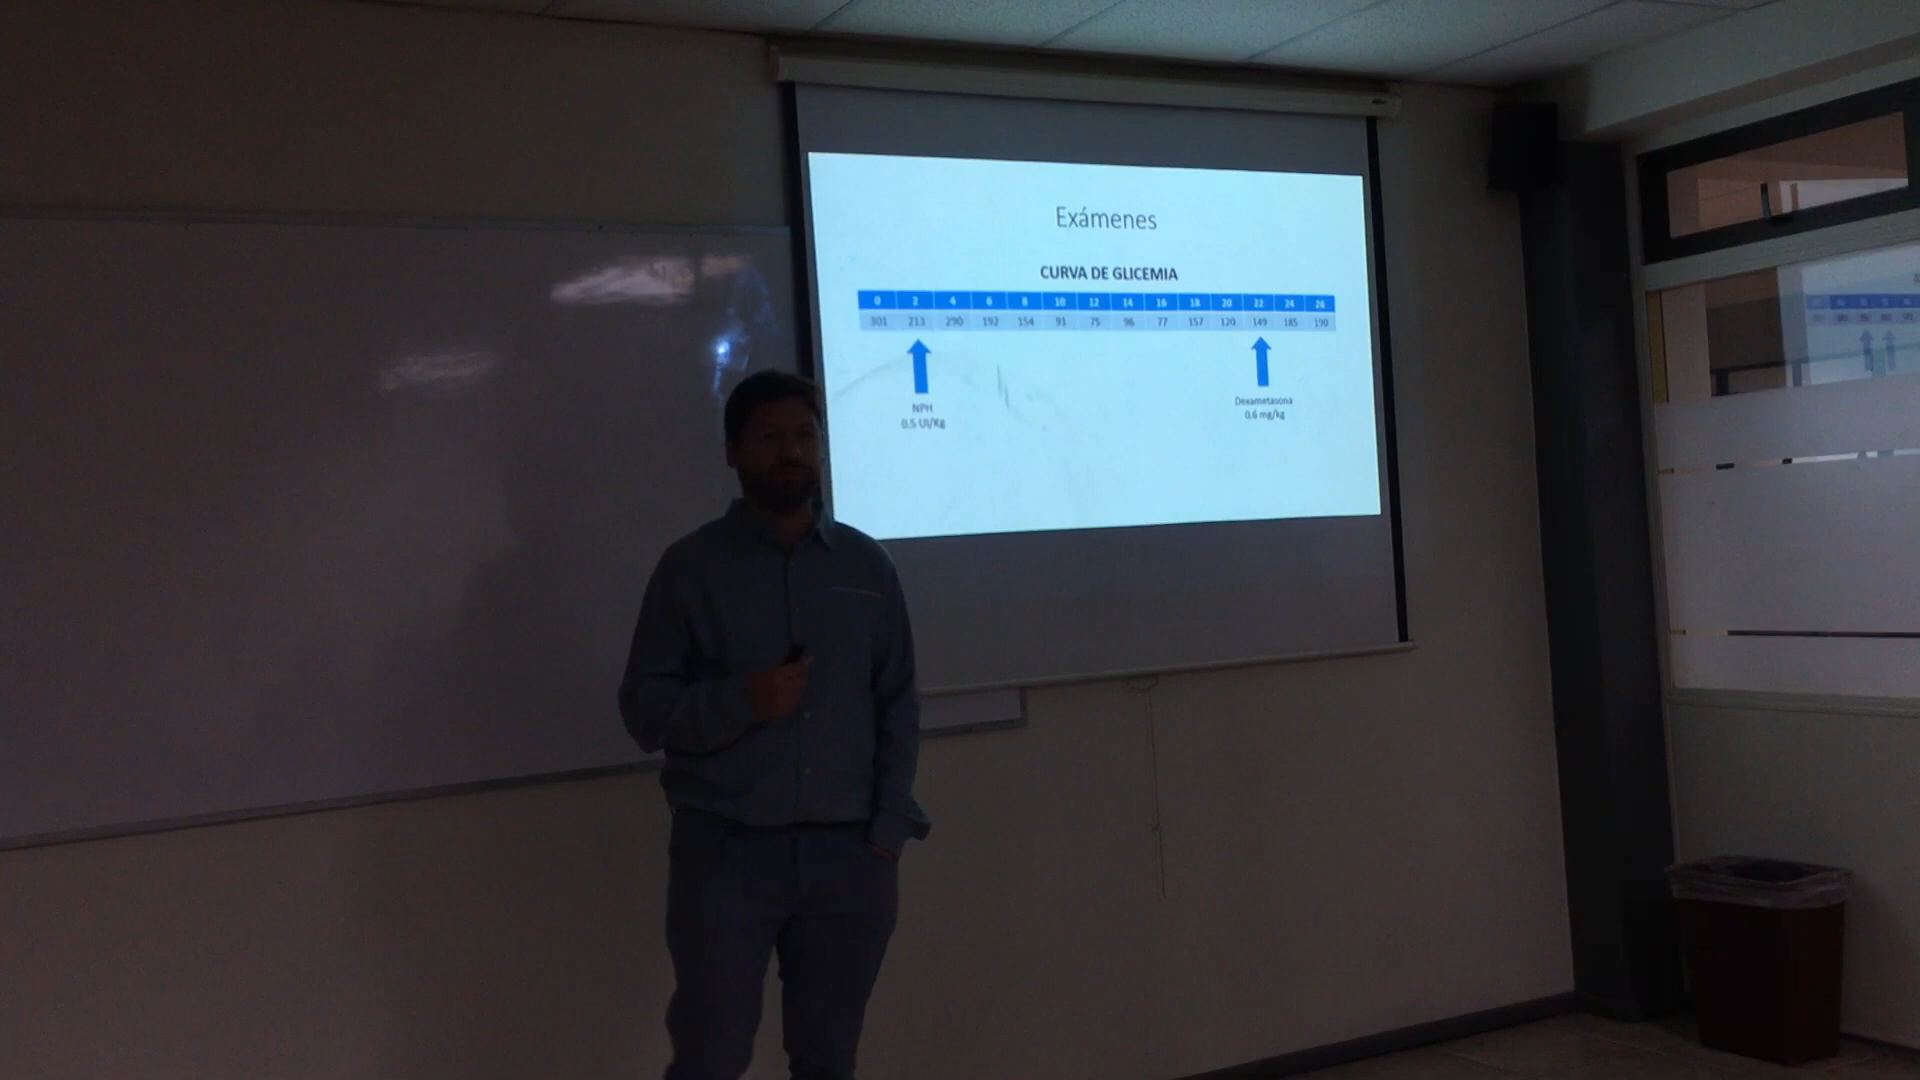 Exámenes
CURVA DE GLICEMIA
0 2 4 6 8 10 12 14 16 18 20 22 24 26
301 213 290 192 154 91 75 96 77 157 120 149 185 190
NPH
0.5 UI/Kg
Dexametasona
0.6 mg/kg